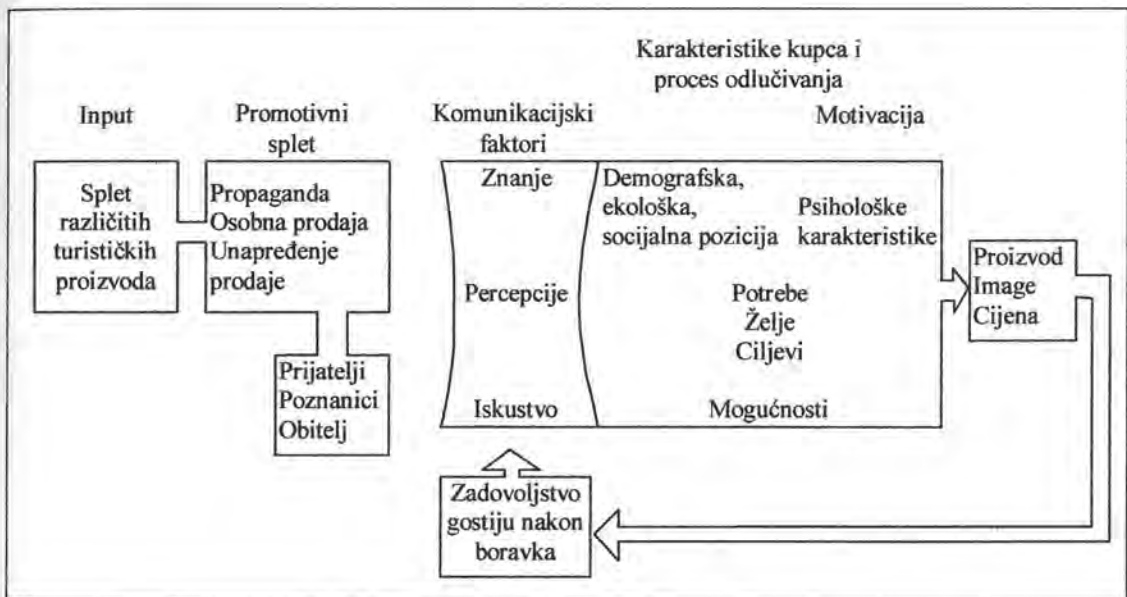 Karakteristike kupca i
proces odlučivanja
Input
Promotivni
splet
Komunikacijski
faktori
Motivacija
Splet
različitih
turističkih
proizvoda
Propaganda
Osobna prodaja
Unapređenje
prodaje
Prijatelji
Poznanici
Obitelj
Znanje
Percepcije
Iskustvo
Demografska,
ekološka,
socijalna pozicija
Psihološke
karakteristike
Potrebe
Želje
Ciljevi
Mogućnosti
Proizvod
Image
Cijena
Zadovoljstvo
gostiju nakon
boravka